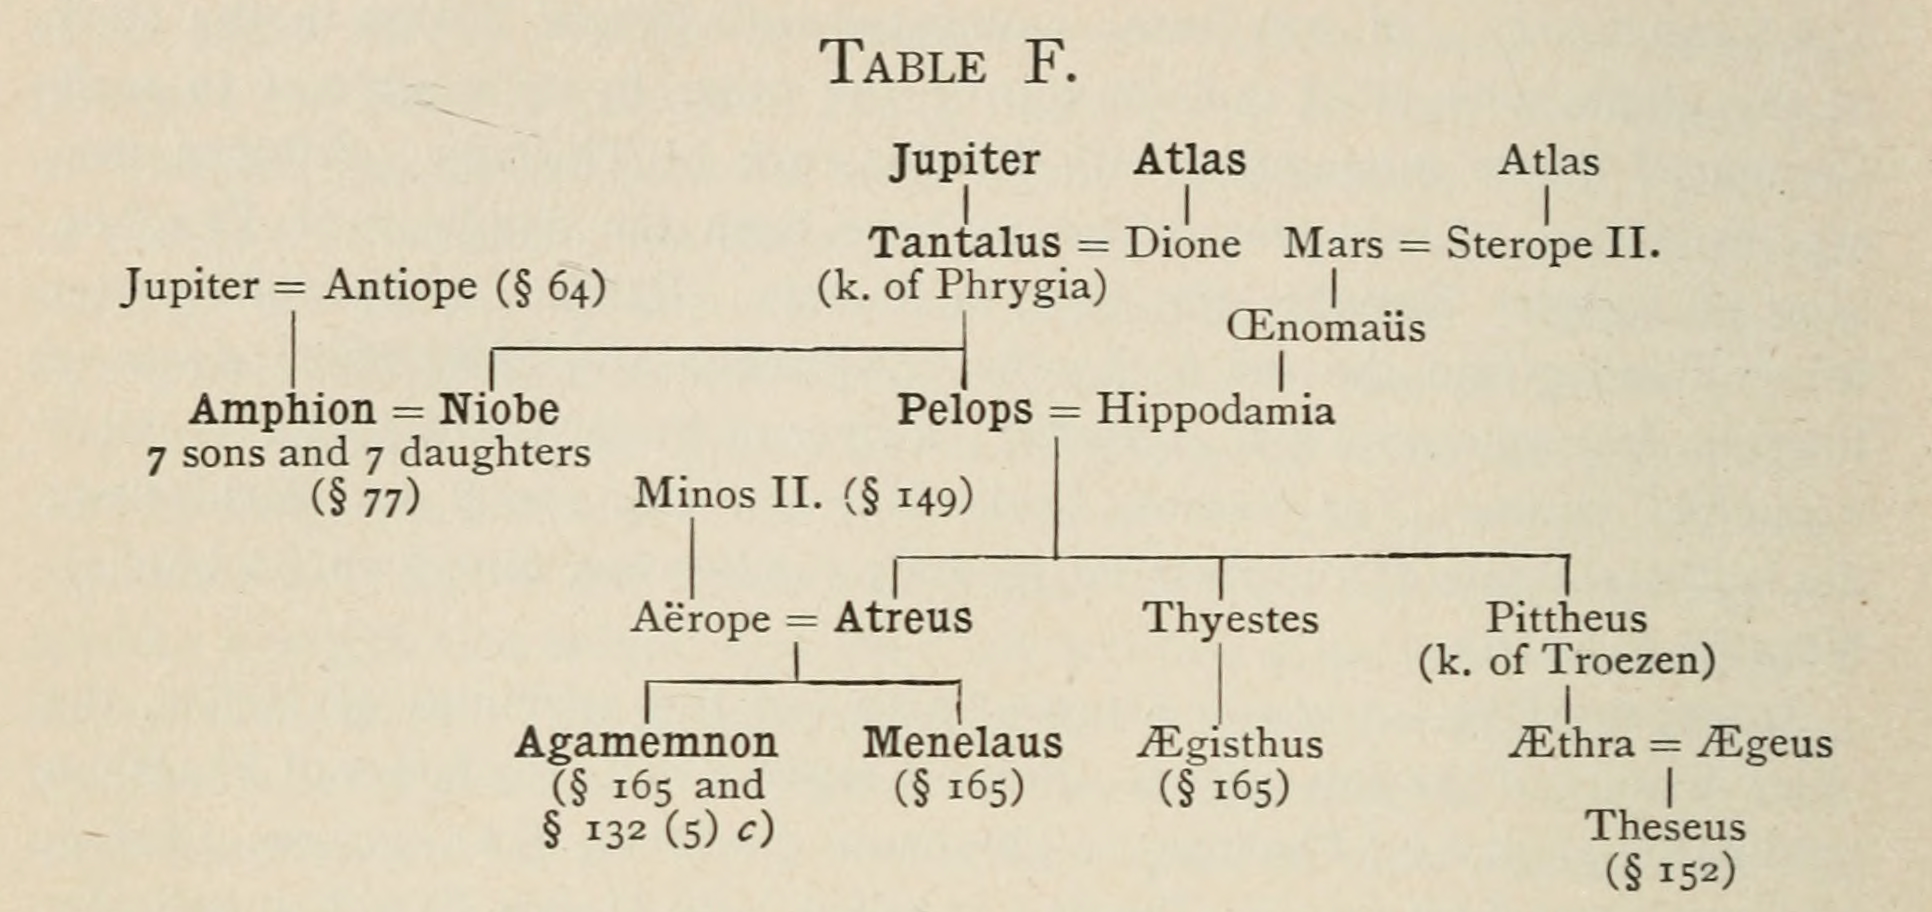 TABLE F.
Jupiter Atlas Atlas
Tantalus = Dione Mars = Sterope II.
Jupiter = Antiope (§ 64) (k. of Phrygia)
Œnomaüs
Amphion = Niobe Pelops = Hippodamia
7 sons and 7 daughters
(§ 77) Minos II. (§ 149)
Aërope = Atreus Thyestes Pittheus
(k. of Troezen)
Agamemnon Menelaus Ægisthus Æthra = Ægeus
(§ 165 and (§ 165) (§ 165)
§ 132 (5) c) Theseus
(§ 152)